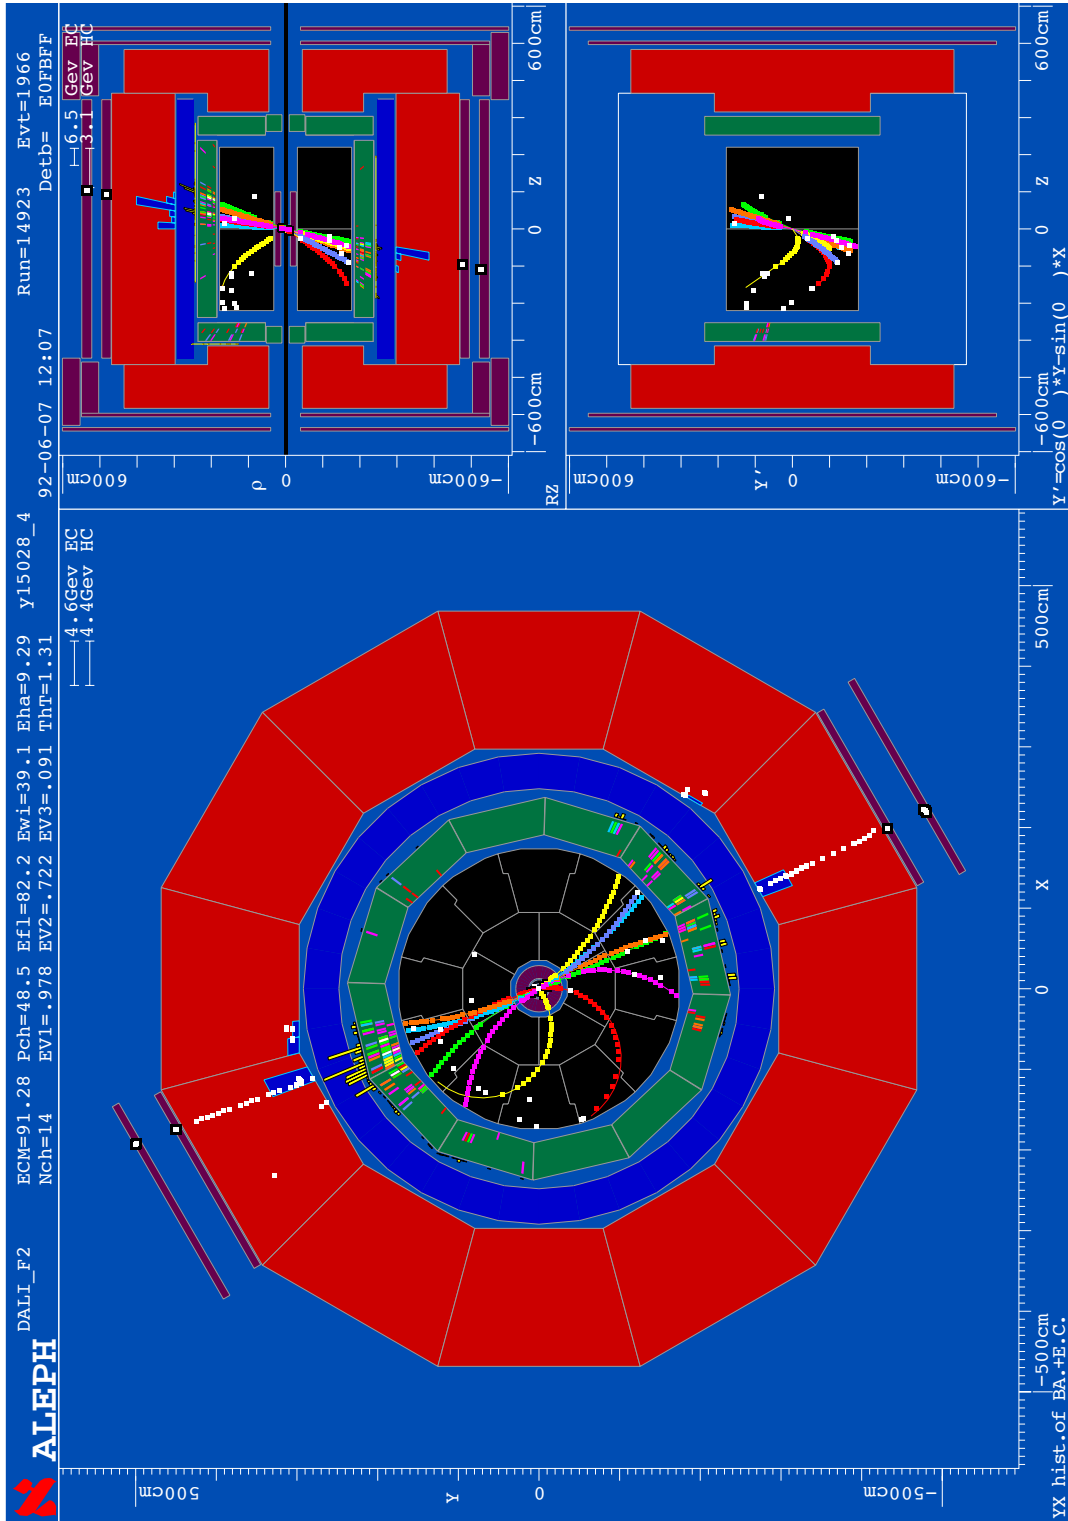 ALEPH DALI_F2 ECM=91.28 Pch=48.5 Efl=82.2 Ewi=39.1 Eha=9.29 y15028_4
Nch=14 EV1=.978 EV2=.722 EV3=.091 ThT=1.31
92-06-07 12:07 Run=14923 Evt=1966
Detb= E0FBFF
4.6Gev EC
4.4Gev HC
6.5 Gev EC
3.1 Gev HC
500cm
Y
0
-500cm
-500cm
0
X
500cm
YX hist.of BA.+E.C.
600cm
ρ
0
-600cm
RZ
-600cm
0
Z
600cm
600cm
Y'
0
-600cm
-600cm
0
Z
600cm
Y'=cos(0 )*Y-sin(0 )*X